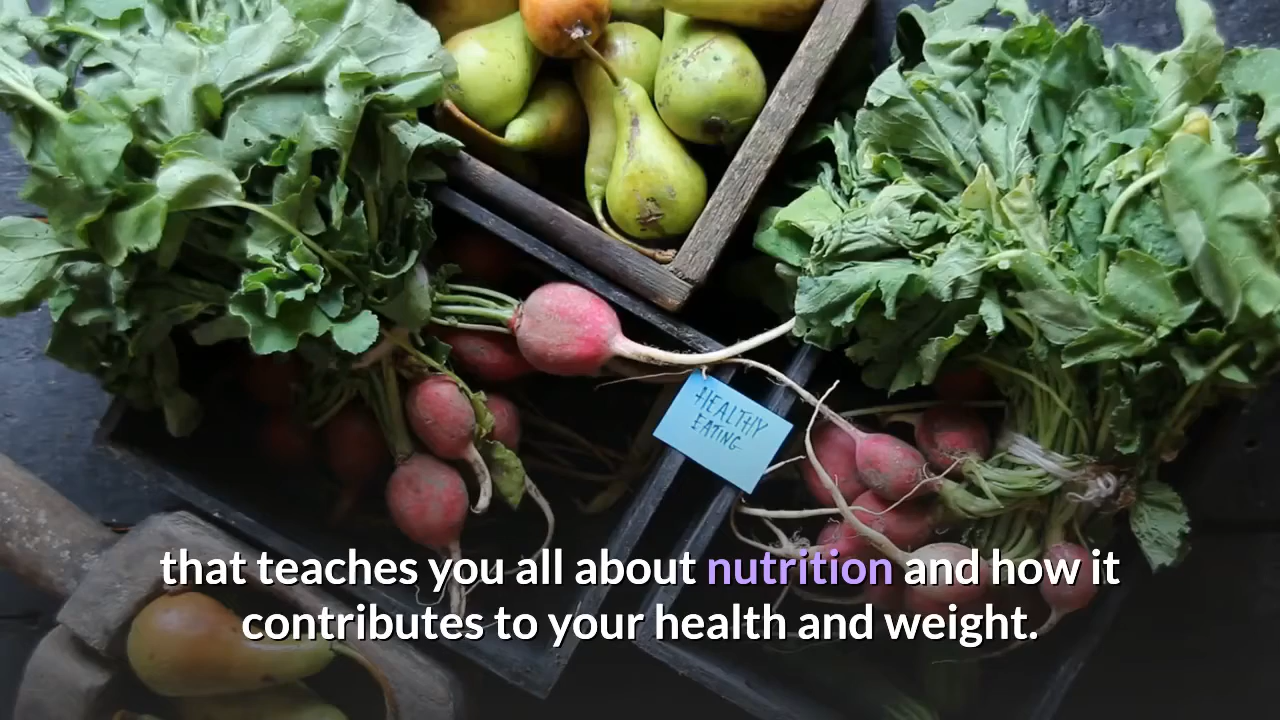 HEALTHY
EATING
that teaches you all about nutrition and how it
contributes to your health and weight.